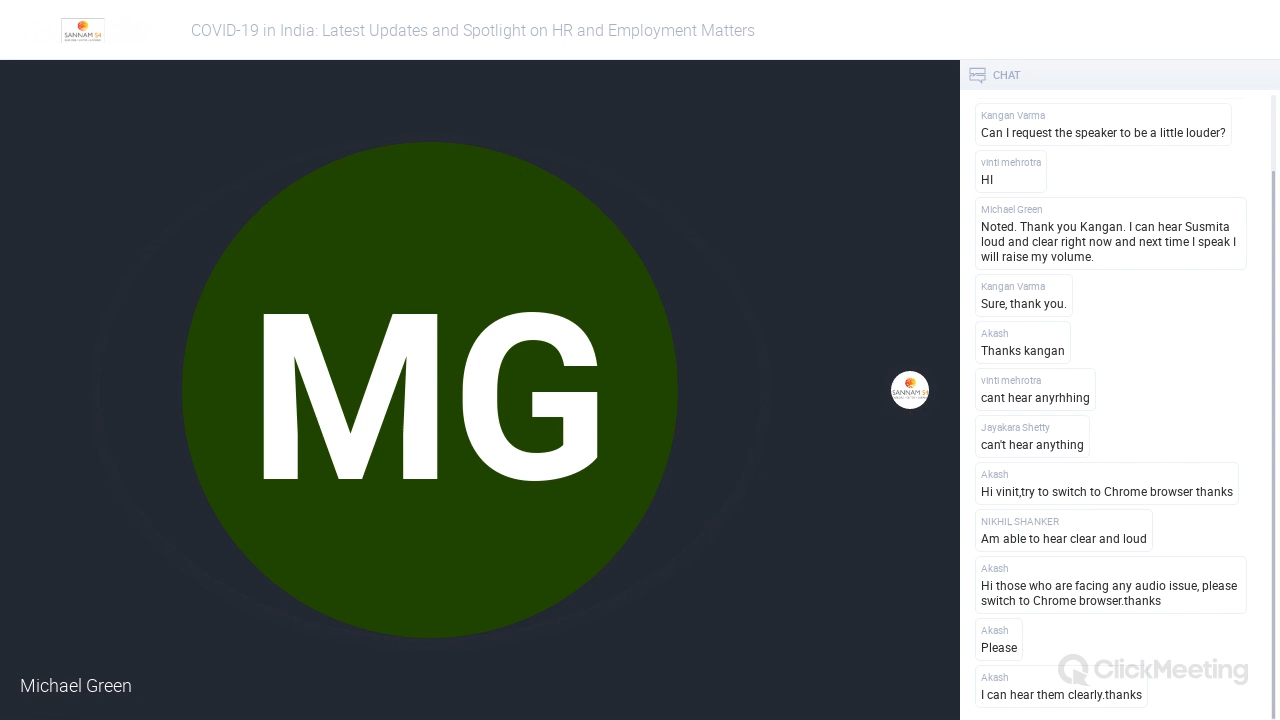 SANNAM S4
COVID-19 in India: Latest Updates and Spotlight on HR and Employment Matters
MG
SANNAM S4
Michael Green
CHAT
Kangan Varma
Can I request the speaker to be a little louder?
vinti mehrotra
HI
Michael Green
Noted. Thank you Kangan. I can hear Susmita
loud and clear right now and next time I speak I
will raise my volume.
Kangan Varma
Sure, thank you.
Akash
Thanks kangan
vinti mehrotra
cant hear anyrhhing
Jayakara Shetty
can't hear anything
Akash
Hi vinit,try to switch to Chrome browser thanks
NIKHIL SHANKER
Am able to hear clear and loud
Akash
Hi those who are facing any audio issue, please
switch to Chrome browser.thanks
Akash
Please
Akash
I can hear them clearly.thanks
ClickMeeting